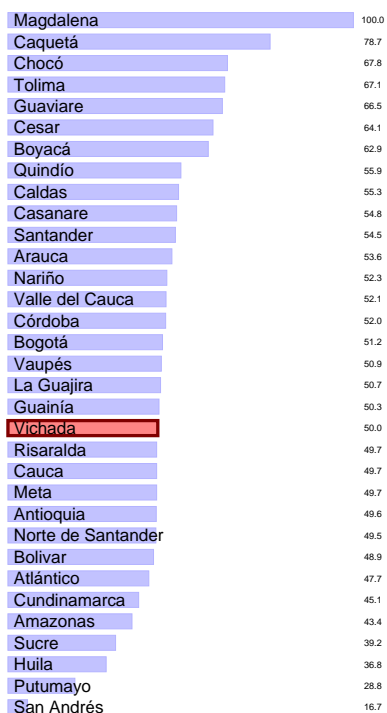 Magdalena 100.0
Caquetá 78.7
Chocó 67.8
Tolima 67.1
Guaviare 66.5
Cesar 64.1
Boyacá 62.9
Quindío 55.9
Caldas 55.3
Casanare 54.8
Santander 54.5
Arauca 53.6
Nariño 52.3
Valle del Cauca 52.1
Córdoba 52.0
Bogotá 51.2
Vaupés 50.9
La Guajira 50.7
Guainía 50.3
Vichada 50.0
Risaralda 49.7
Cauca 49.7
Meta 49.7
Antioquia 49.6
Norte de Santander 49.5
Bolivar 48.9
Atlántico 47.7
Cundinamarca 45.1
Amazonas 43.4
Sucre 39.2
Huila 36.8
Putumayo 28.8
San Andrés 16.7